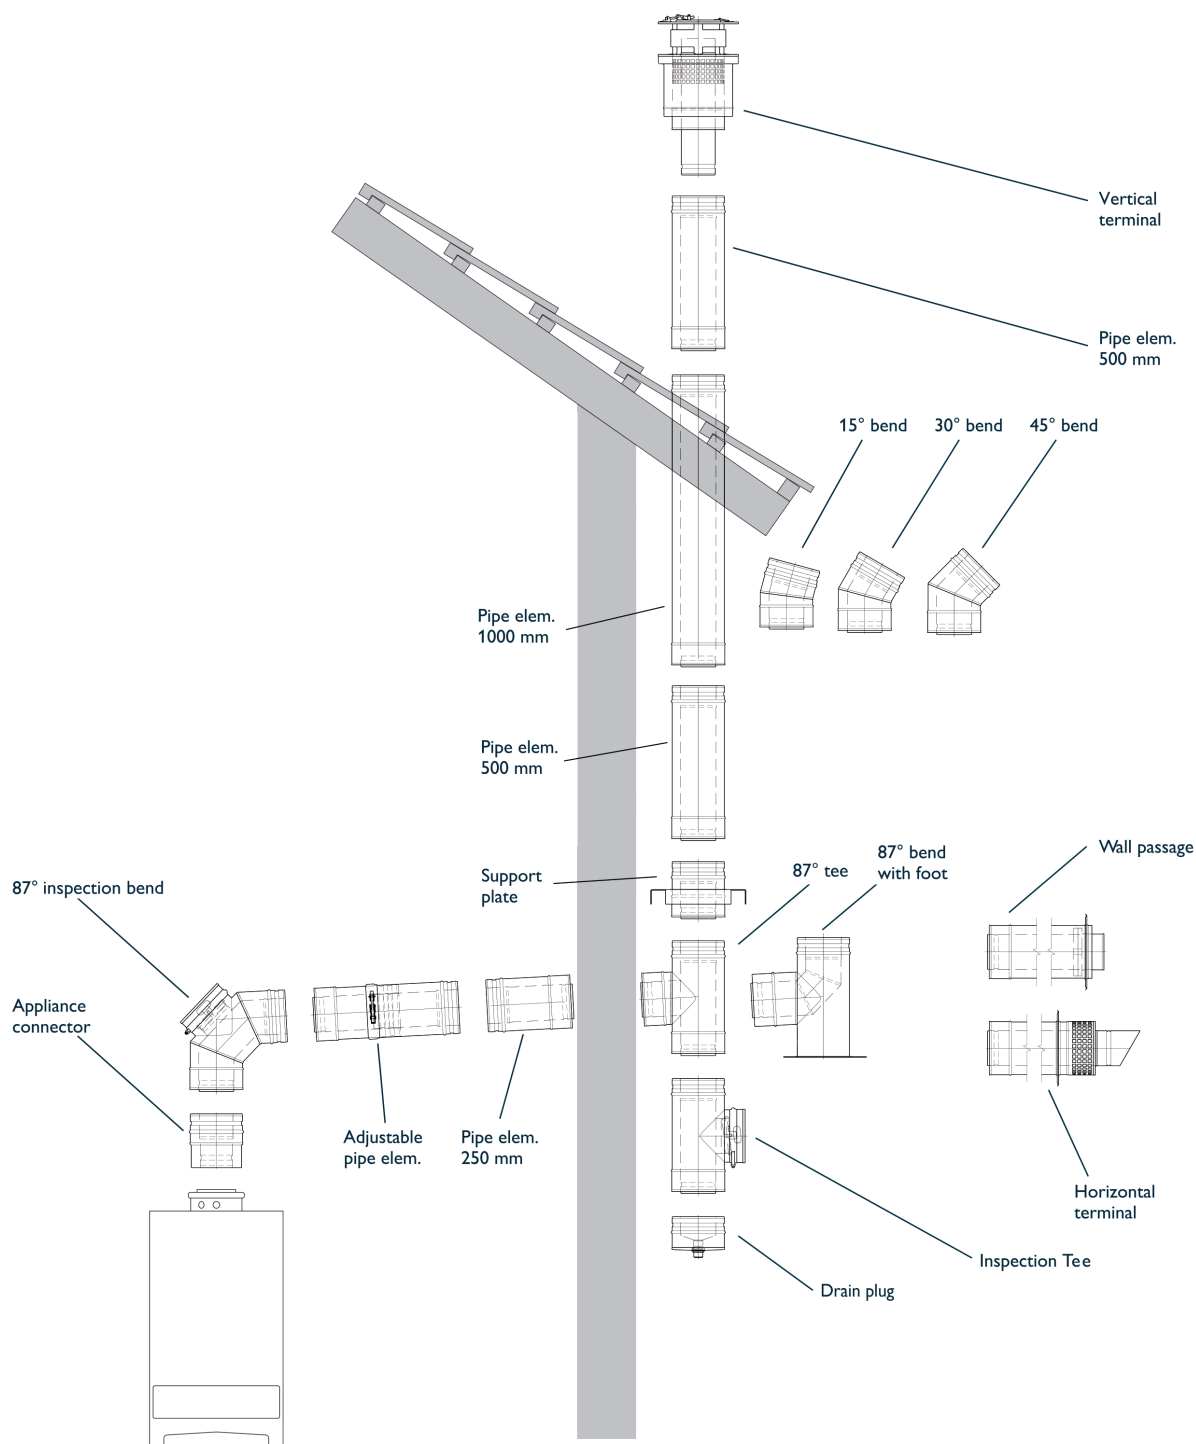 Vertical
terminal
Pipe elem.
500 mm
15° bend
30° bend
45° bend
Pipe elem.
1000 mm
Pipe elem.
500 mm
Support
plate
87° tee
87° bend
with foot
Wall passage
87° inspection bend
Appliance
connector
Adjustable
pipe elem.
Pipe elem.
250 mm
Horizontal
terminal
Inspection Tee
Drain plug